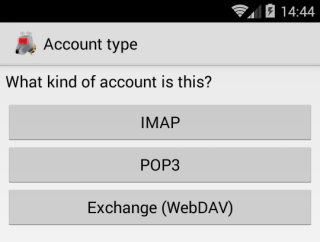 14:44
Account type
What kind of account is this?
IMAP
POP3
Exchange (WebDAV)